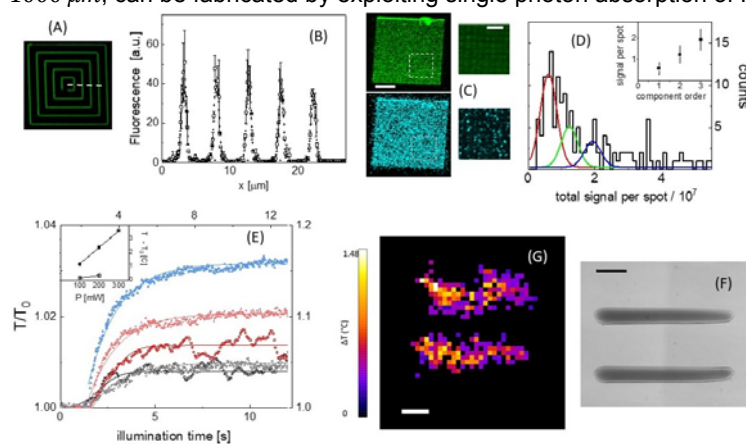 1000 µm, can be fabricated by exploiting single photon absorption of
(A)
(B)
Fluorescence [a.u.]
60
40
20
0
0
10
20
x [µm]
(C)
(D)
signal per spot
2
1
1 2 3
component order
15
10
5
counts
0
2
4
total signal per spot / 10⁷
(E)
4
8
12
1.04
1.02
1.00
T/T₀
1.2
1.1
1.0
T - T₀ [C]
100 200 300
P [mW]
0
5
10
illumination time [s]
1.48
ΔT (°C)
0
(G)
(F)